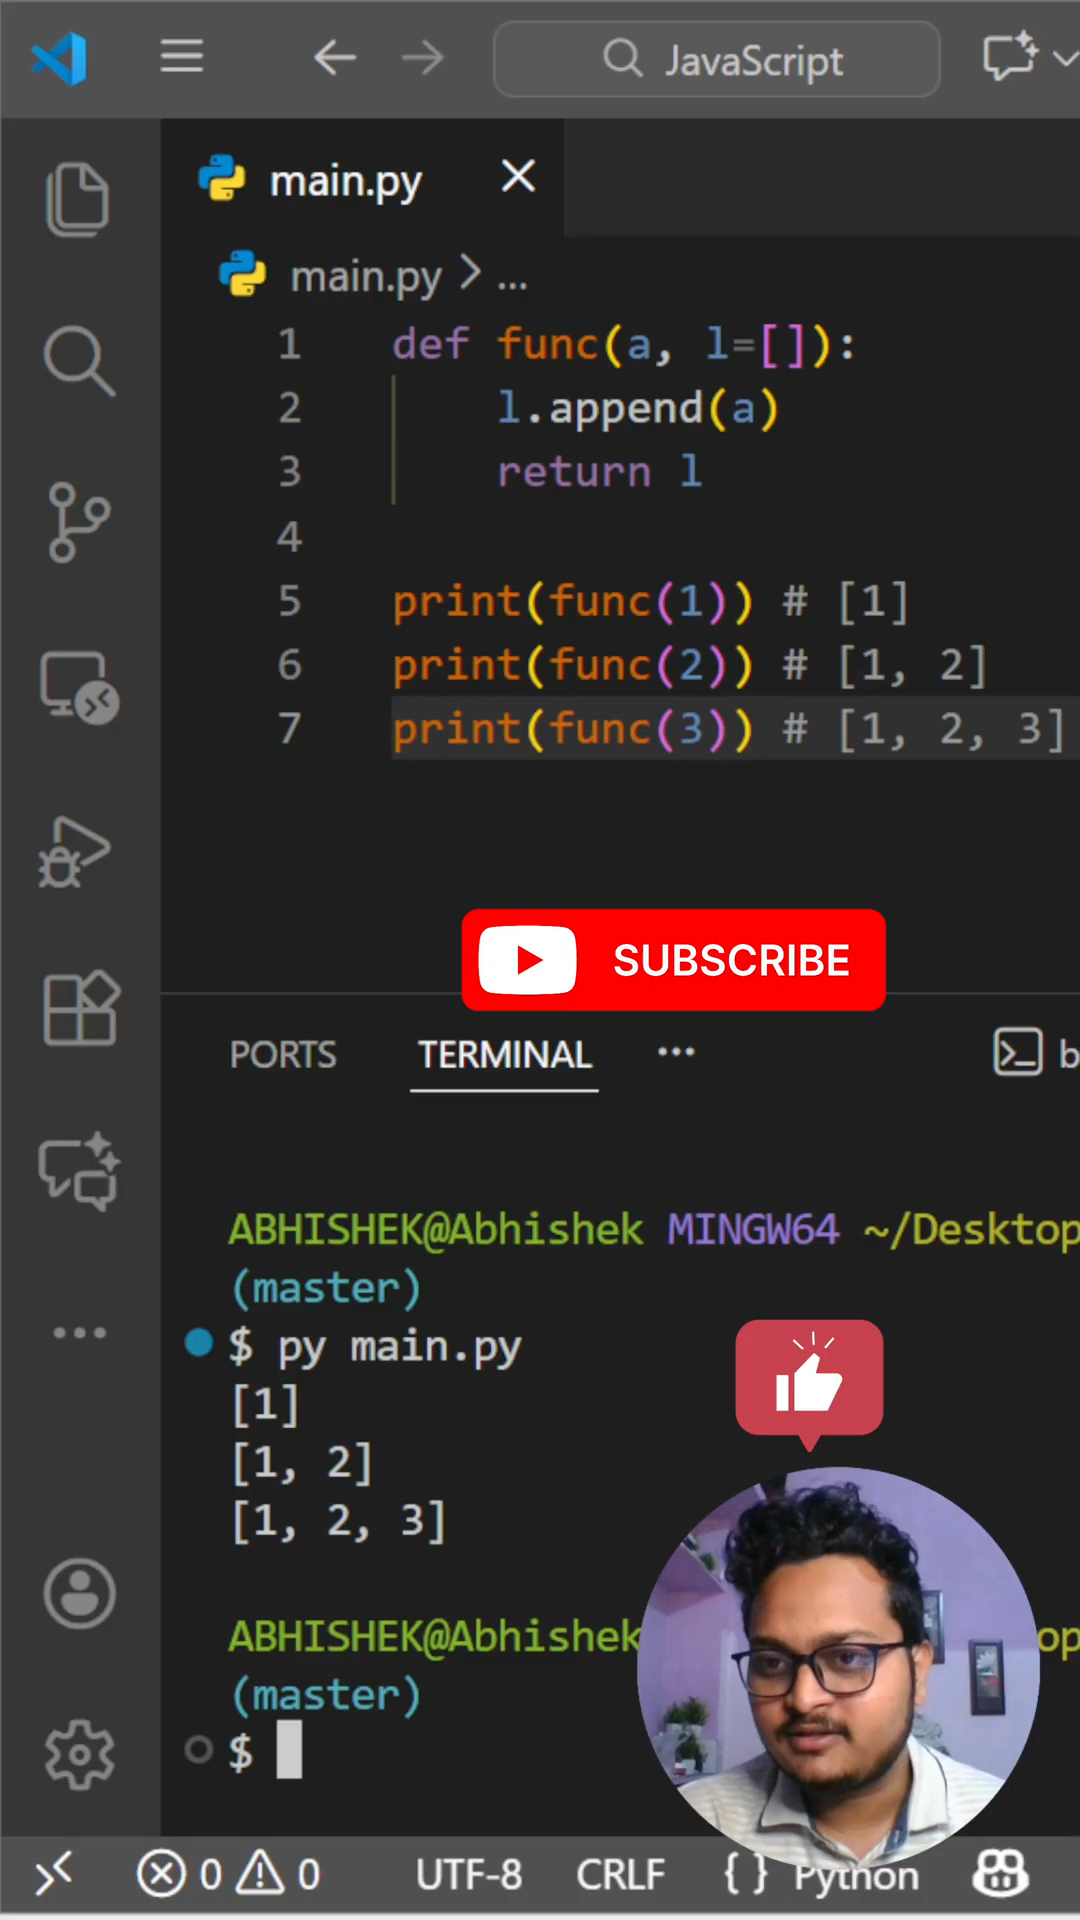 JavaScript
main.py
main.py > ...
1 def func(a, l=[]):
2     l.append(a)
3     return l
4
5 print(func(1)) # [1]
6 print(func(2)) # [1, 2]
7 print(func(3)) # [1, 2, 3]
SUBSCRIBE
PORTS TERMINAL ... b
ABHISHEK@Abhishek MINGW64 ~/Desktop
(master)
$ py main.py
[1]
[1, 2]
[1, 2, 3]
ABHISHEK@Abhishek op
(master)
$
0 0 UTF-8 CRLF { } Python